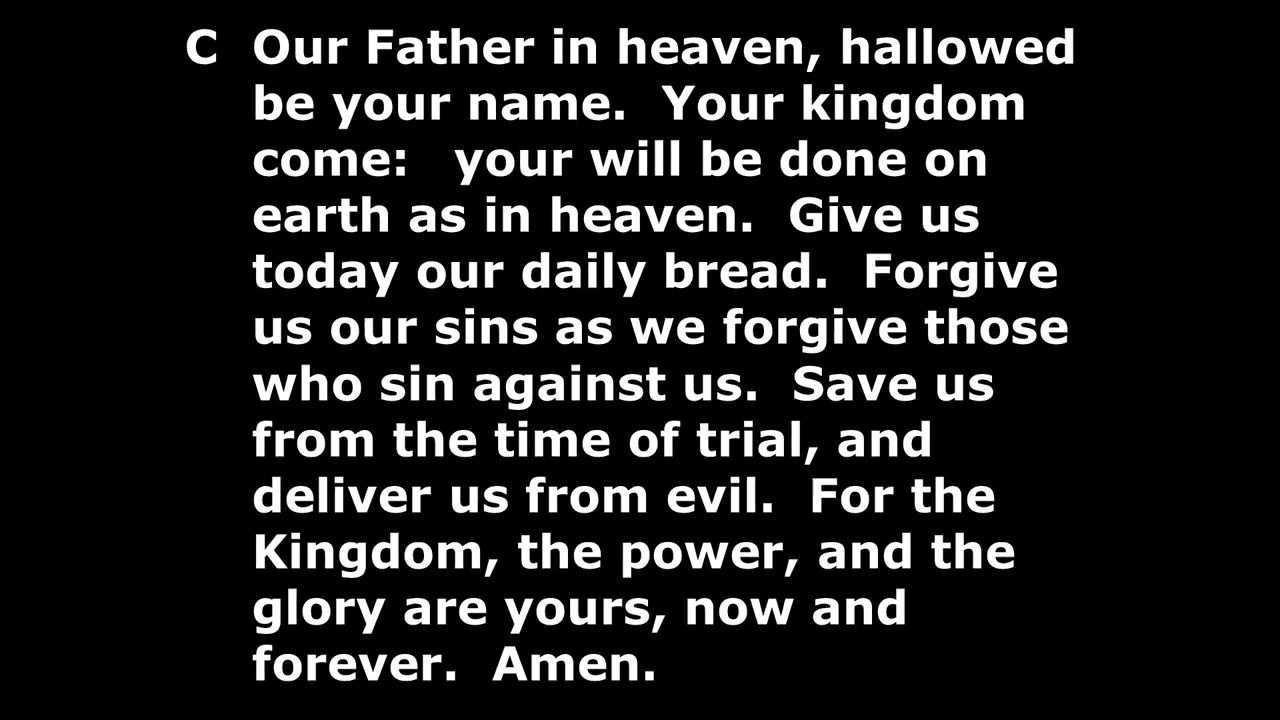 C Our Father in heaven, hallowed
be your name. Your kingdom
come: your will be done on
earth as in heaven. Give us
today our daily bread. Forgive
us our sins as we forgive those
who sin against us. Save us
from the time of trial, and
deliver us from evil. For the
Kingdom, the power, and the
glory are yours, now and
forever. Amen.